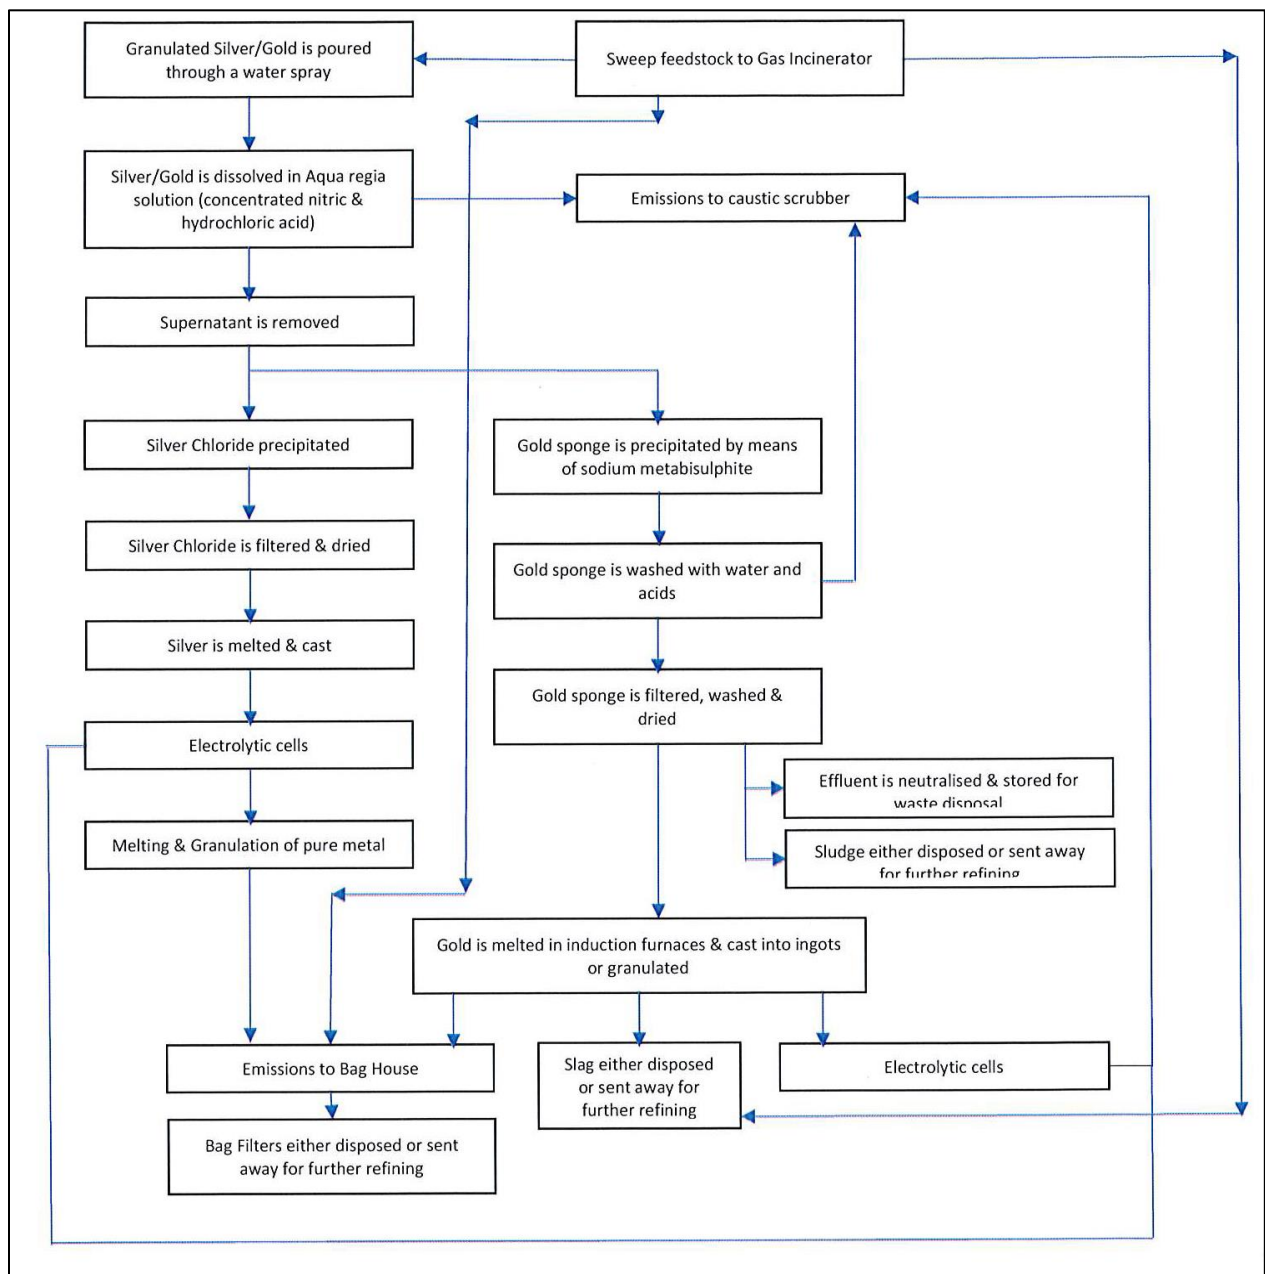 Granulated Silver/Gold is poured
through a water spray
Sweep feedstock to Gas Incinerator
Silver/Gold is dissolved in Aqua regia
solution (concentrated nitric &
hydrochloric acid)
Emissions to caustic scrubber
Supernatant is removed
Silver Chloride precipitated
Gold sponge is precipitated by means
of sodium metabisulphite
Silver Chloride is filtered & dried
Gold sponge is washed with water and
acids
Silver is melted & cast
Gold sponge is filtered, washed &
dried
Electrolytic cells
Effluent is neutralised & stored for
waste disposal
Melting & Granulation of pure metal
Sludge either disposed or sent away
for further refining
Gold is melted in induction furnaces & cast into ingots
or granulated
Emissions to Bag House
Slag either disposed
or sent away for
further refining
Electrolytic cells
Bag Filters either disposed or sent
away for further refining